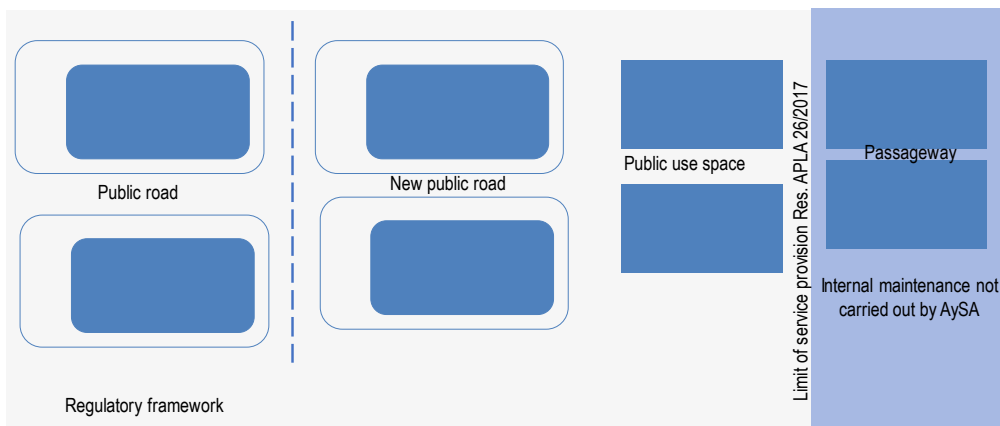 Public road
New public road
Public use space
Limit of service provision Res. APLA 26/2017
Passageway
Internal maintenance not
carried out by AySA
Regulatory framework